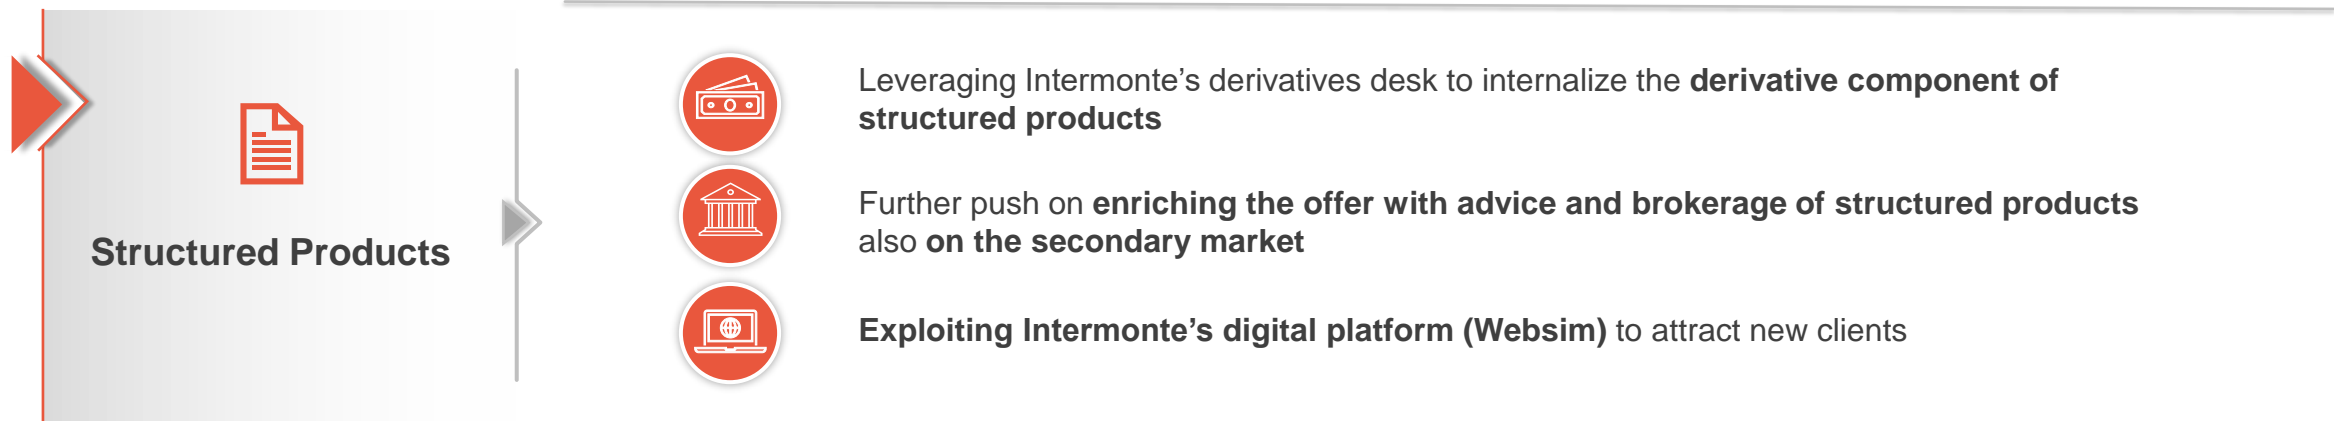 Structured Products
Leveraging Intermonte’s derivatives desk to internalize the derivative component of
structured products
Further push on enriching the offer with advice and brokerage of structured products
also on the secondary market
Exploiting Intermonte’s digital platform (Websim) to attract new clients